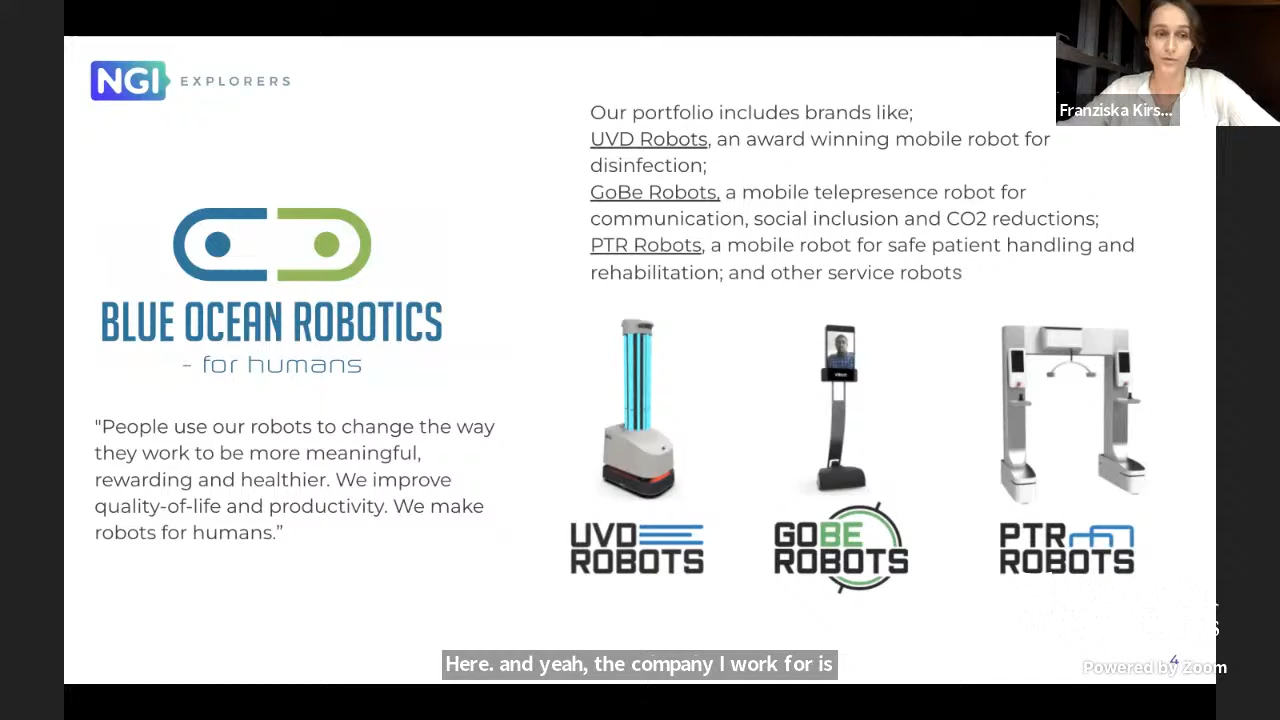 NGI EXPLORERS
Franziska Kirs...
Our portfolio includes brands like;
UVD Robots, an award winning mobile robot for
disinfection;
GoBe Robots, a mobile telepresence robot for
communication, social inclusion and CO2 reductions;
PTR Robots, a mobile robot for safe patient handling and
rehabilitation; and other service robots
BLUE OCEAN ROBOTICS
- for humans
"People use our robots to change the way
they work to be more meaningful,
rewarding and healthier. We improve
quality-of-life and productivity. We make
robots for humans.”
UVD
ROBOTS
GOBE
ROBOTS
PTR
ROBOTS
Here. and yeah, the company I work for is
4
Powered by Zoom